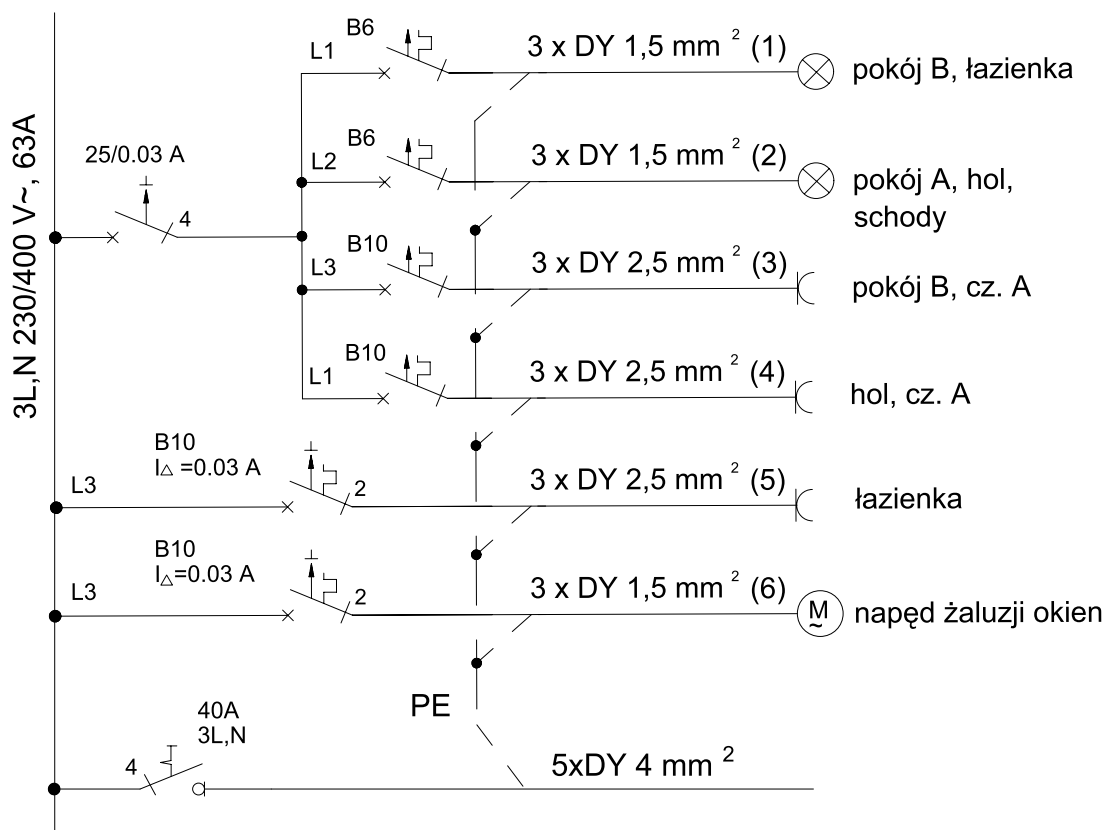 3L,N 230/400 V~, 63A
25/0.03 A
4
L1
B6
3 x DY 1,5 mm ² (1)
pokój B, łazienka
L2
B6
3 x DY 1,5 mm ² (2)
pokój A, hol,
schody
L3
B10
3 x DY 2,5 mm ² (3)
pokój B, cz. A
L1
B10
3 x DY 2,5 mm ² (4)
hol, cz. A
L3
B10
I△ =0.03 A
2
3 x DY 2,5 mm ² (5)
łazienka
L3
B10
I△=0.03 A
2
3 x DY 1,5 mm ² (6)
M
~
napęd żaluzji okien
PE
40A
3L,N
4
5xDY 4 mm ²